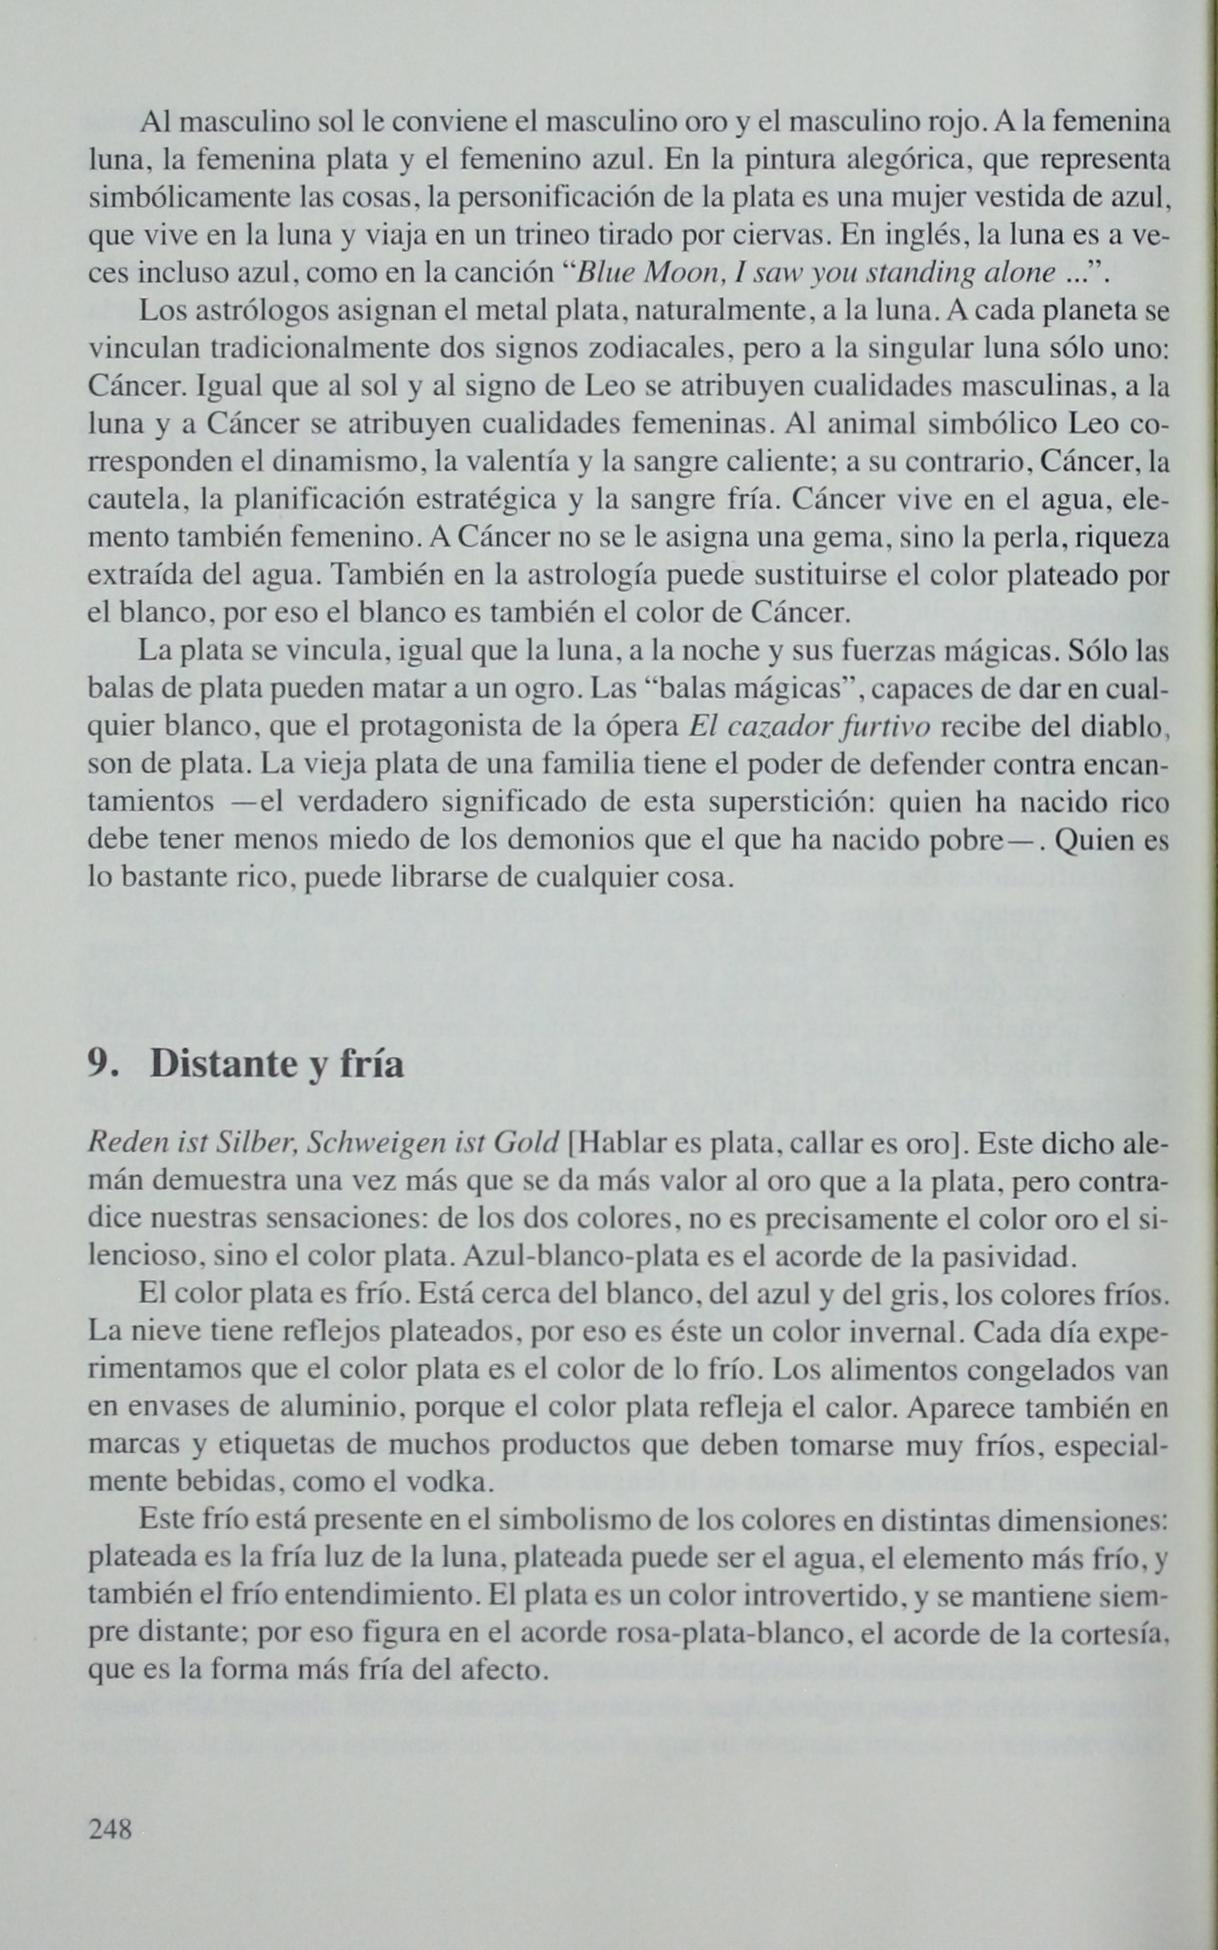 Al masculino sol le conviene el masculino oro y el masculino rojo. A la femenina
luna, la femenina plata y el femenino azul. En la pintura alegórica, que representa
simbólicamente las cosas, la personificación de la plata es una mujer vestida de azul,
que vive en la luna y viaja en un trineo tirado por ciervas. En inglés, la luna es a ve-
ces incluso azul, como en la canción “Blue Moon, I saw you standing alone ...”.
Los astrólogos asignan el metal plata, naturalmente, a la luna. A cada planeta se
vinculan tradicionalmente dos signos zodiacales, pero a la singular luna sólo uno:
Cáncer. Igual que al sol y al signo de Leo se atribuyen cualidades masculinas, a la
luna y a Cáncer se atribuyen cualidades femeninas. Al animal simbólico Leo co-
rresponden el dinamismo, la valentía y la sangre caliente; a su contrario, Cáncer, la
cautela, la planificación estratégica y la sangre fría. Cáncer vive en el agua, ele-
mento también femenino. A Cáncer no se le asigna una gema, sino la perla, riqueza
extraída del agua. También en la astrología puede sustituirse el color plateado por
el blanco, por eso el blanco es también el color de Cáncer.
La plata se vincula, igual que la luna, a la noche y sus fuerzas mágicas. Sólo las
balas de plata pueden matar a un ogro. Las “balas mágicas”, capaces de dar en cual-
quier blanco, que el protagonista de la ópera El cazador furtivo recibe del diablo,
son de plata. La vieja plata de una familia tiene el poder de defender contra encan-
tamientos —el verdadero significado de esta superstición: quien ha nacido rico
debe tener menos miedo de los demonios que el que ha nacido pobre—. Quien es
lo bastante rico, puede librarse de cualquier cosa.
9. Distante y fría
Reden ist Silber, Schweigen ist Gold [Hablar es plata, callar es oro]. Este dicho ale-
mán demuestra una vez más que se da más valor al oro que a la plata, pero contra-
dice nuestras sensaciones: de los dos colores, no es precisamente el color oro el si-
lencioso, sino el color plata. Azul-blanco-plata es el acorde de la pasividad.
El color plata es frío. Está cerca del blanco, del azul y del gris, los colores fríos.
La nieve tiene reflejos plateados, por eso es éste un color invernal. Cada día expe-
rimentamos que el color plata es el color de lo frío. Los alimentos congelados van
en envases de aluminio, porque el color plata refleja el calor. Aparece también en
marcas y etiquetas de muchos productos que deben tomarse muy fríos, especial-
mente bebidas, como el vodka.
Este frío está presente en el simbolismo de los colores en distintas dimensiones:
plateada es la fría luz de la luna, plateada puede ser el agua, el elemento más frío, y
también el frío entendimiento. El plata es un color introvertido, y se mantiene siem-
pre distante; por eso figura en el acorde rosa-plata-blanco, el acorde de la cortesía,
que es la forma más fría del afecto.
248